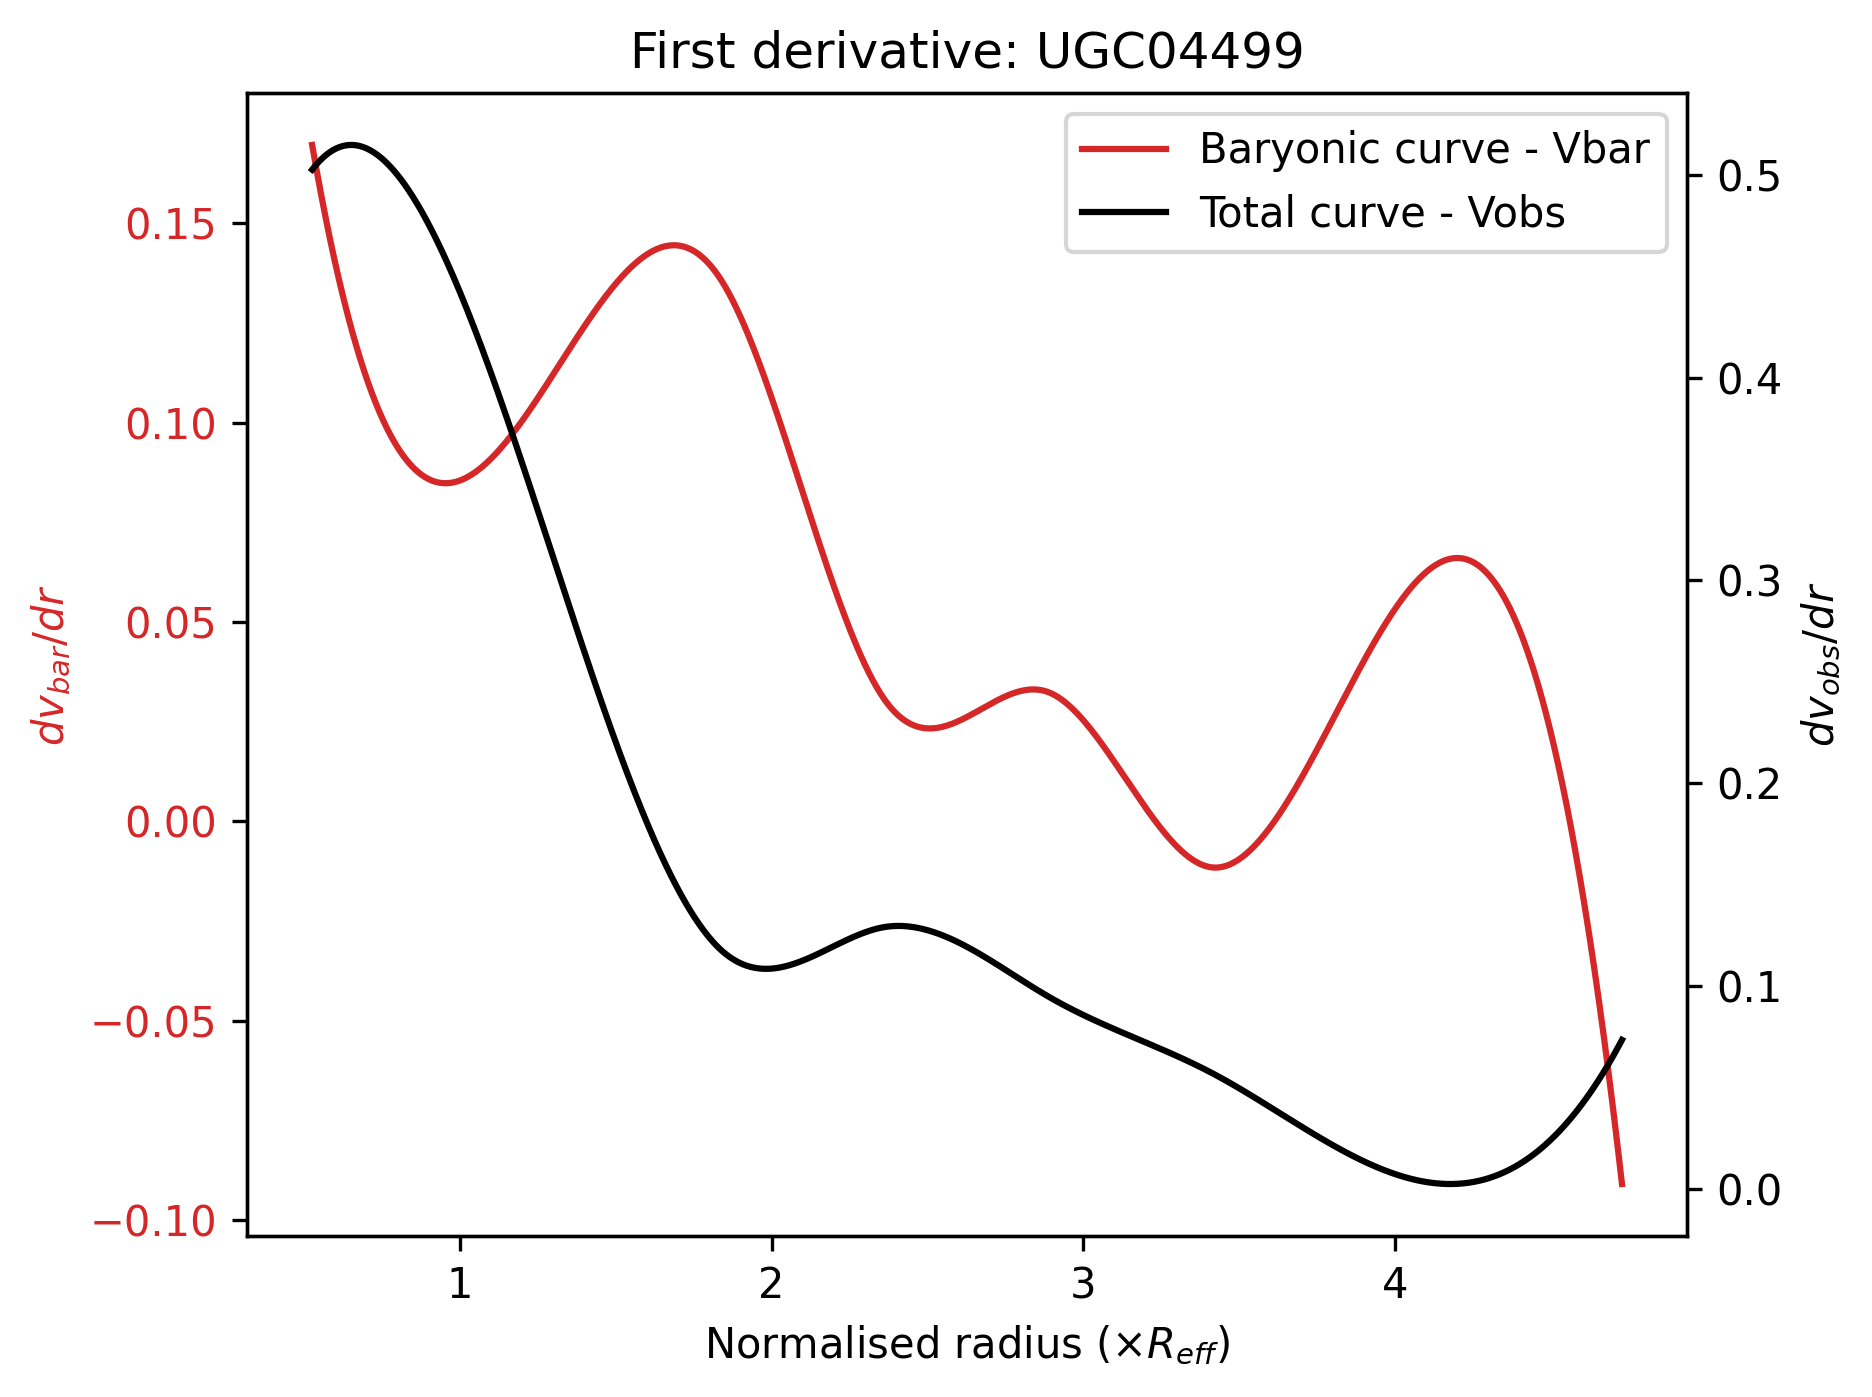 First derivative: UGC04499
Baryonic curve - Vbar
Total curve - Vobs
0.15
0.10
0.05
0.00
−0.05
−0.10
dv_bar/dr
0.5
0.4
0.3
0.2
0.1
0.0
dv_obs/dr
1 2 3 4
Normalised radius (×R_eff)